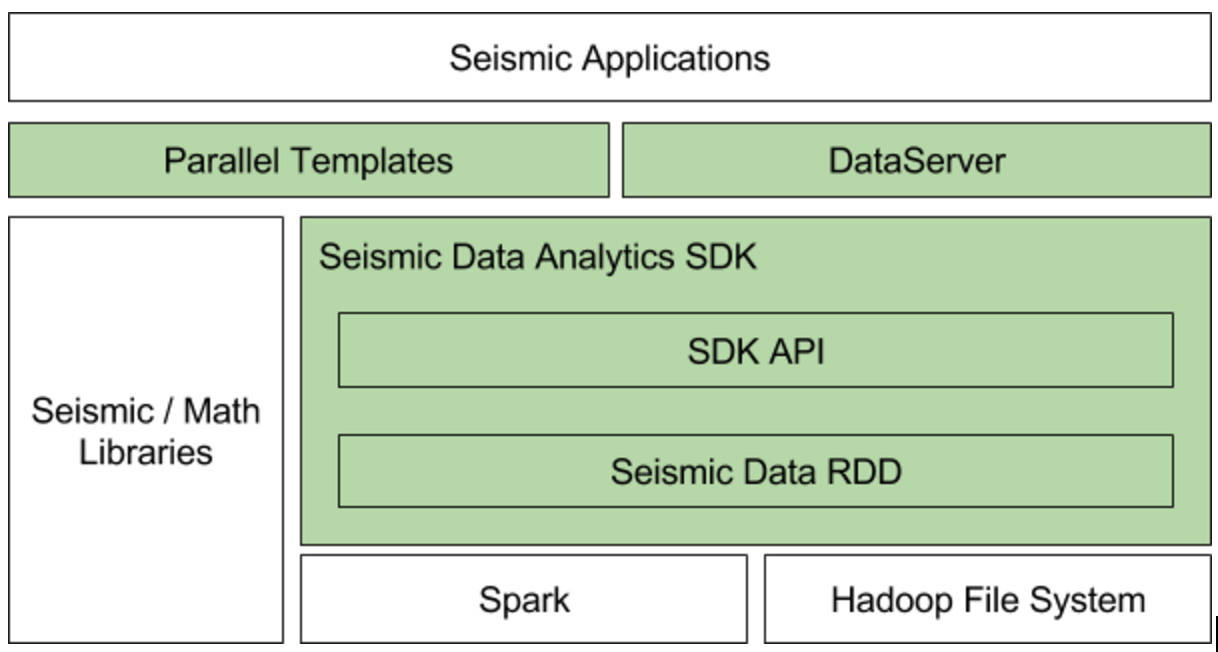 Seismic Applications
Parallel Templates
DataServer
Seismic Data Analytics SDK
SDK API
Seismic / Math
Libraries
Seismic Data RDD
Spark
Hadoop File System